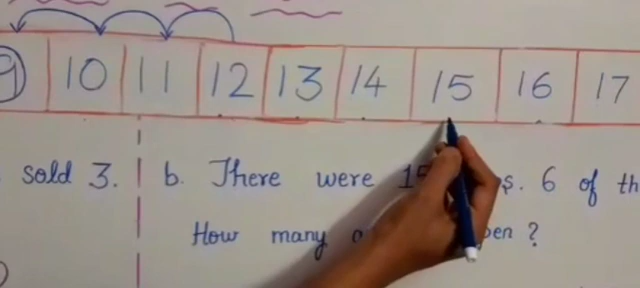 9 10 11 12 13 14 15 16 17
sold 3.
b. There were 15 s. 6 of th
How many pen ?